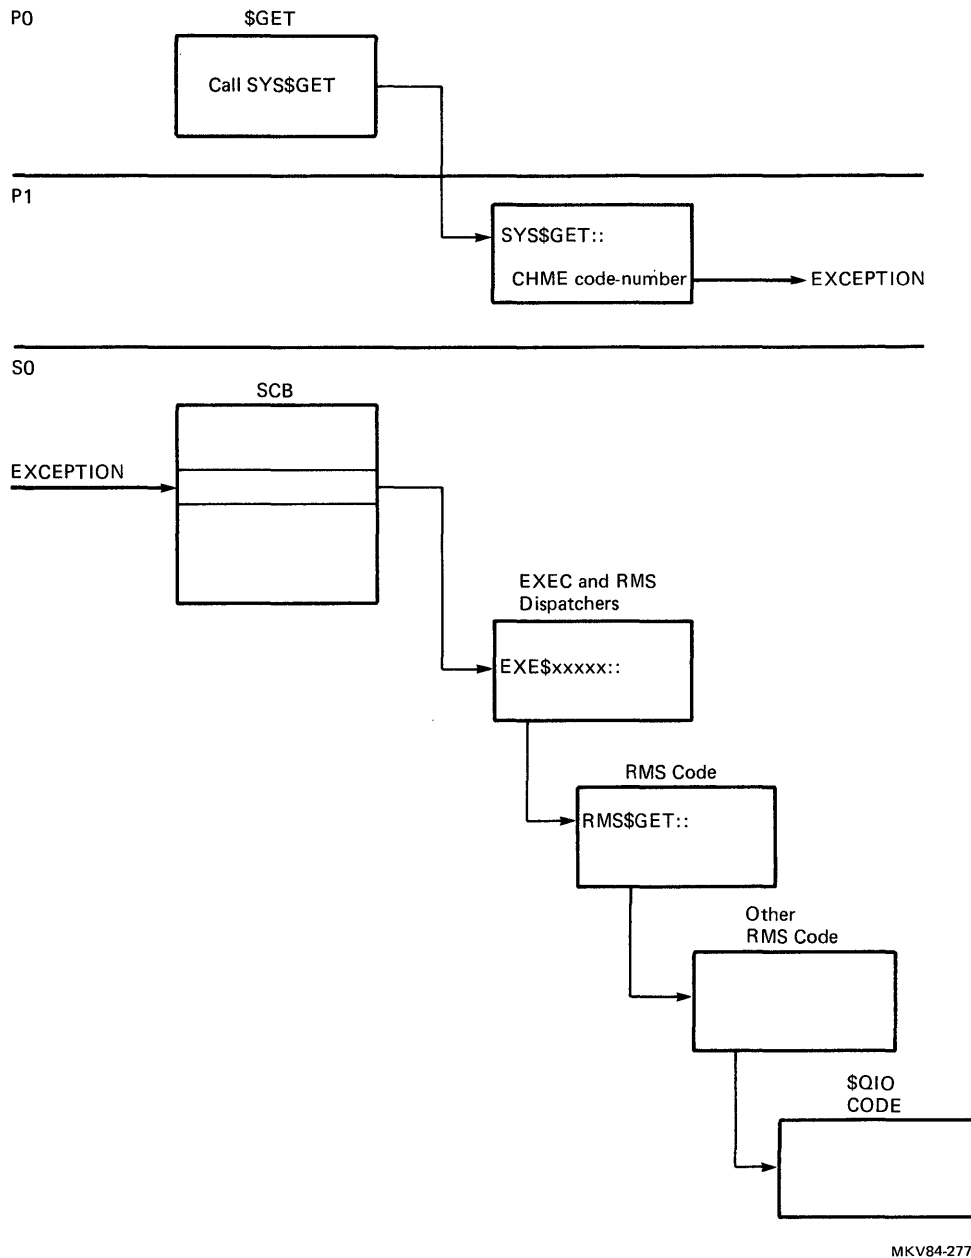 P0
$GET
Call SYS$GET
P1
SYS$GET::
CHME code-number
EXCEPTION
S0
SCB
EXCEPTION
EXEC and RMS
Dispatchers
EXE$xxxxx::
RMS Code
RMS$GET::
Other
RMS Code
$QIO
CODE
MKV84-277